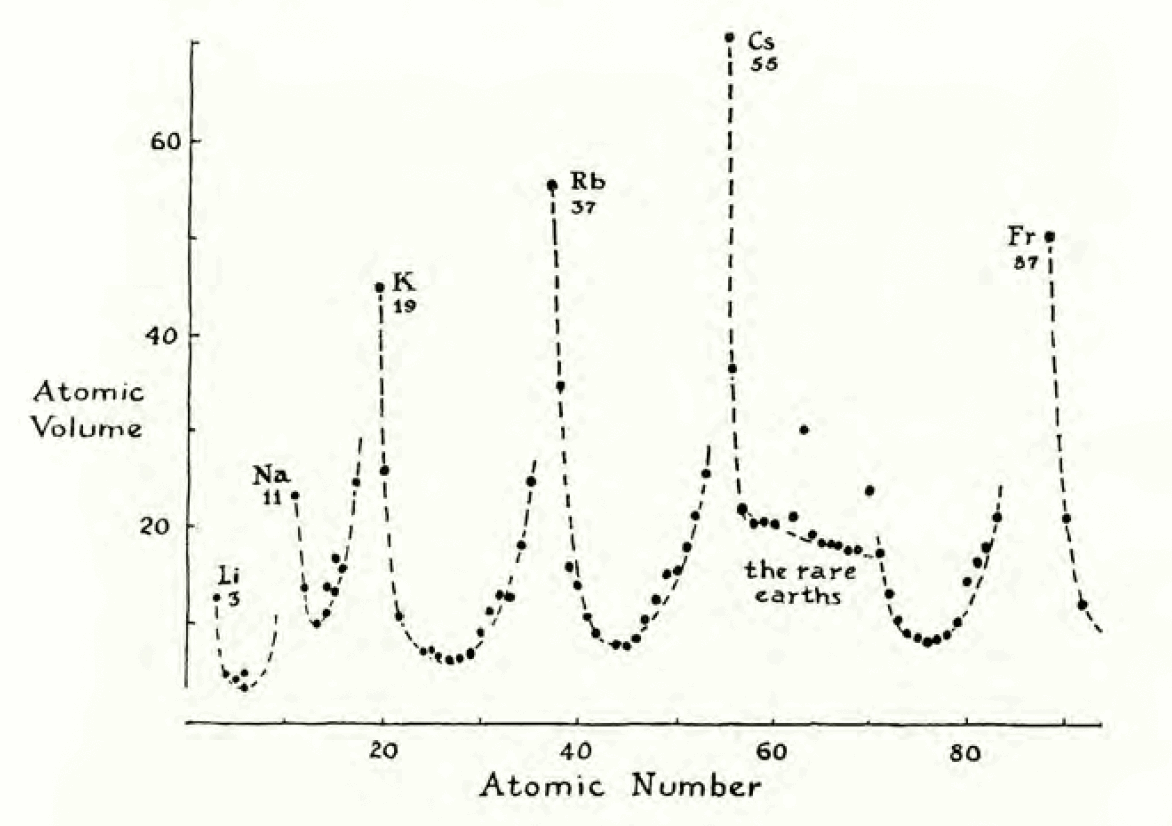 Cs
55
60
Rb
37
Fr
87
K
19
40
Atomic
Volume
Na
11
20
Li
3
the rare
earths
20
40
60
80
Atomic Number